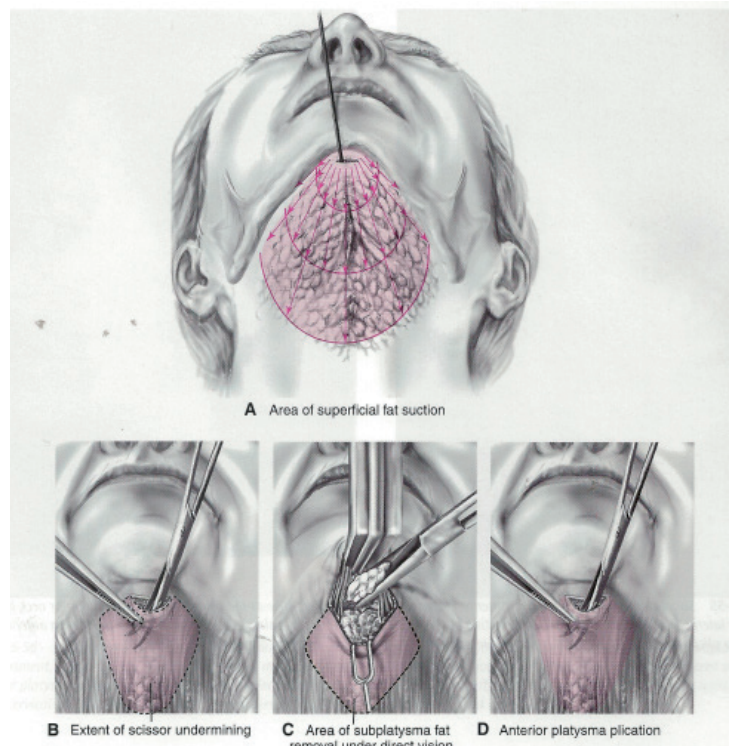 A Area of superficial fat suction
B Extent of scissor undermining
C Area of subplatysma fat
removal under direct vision
D Anterior platysma plication